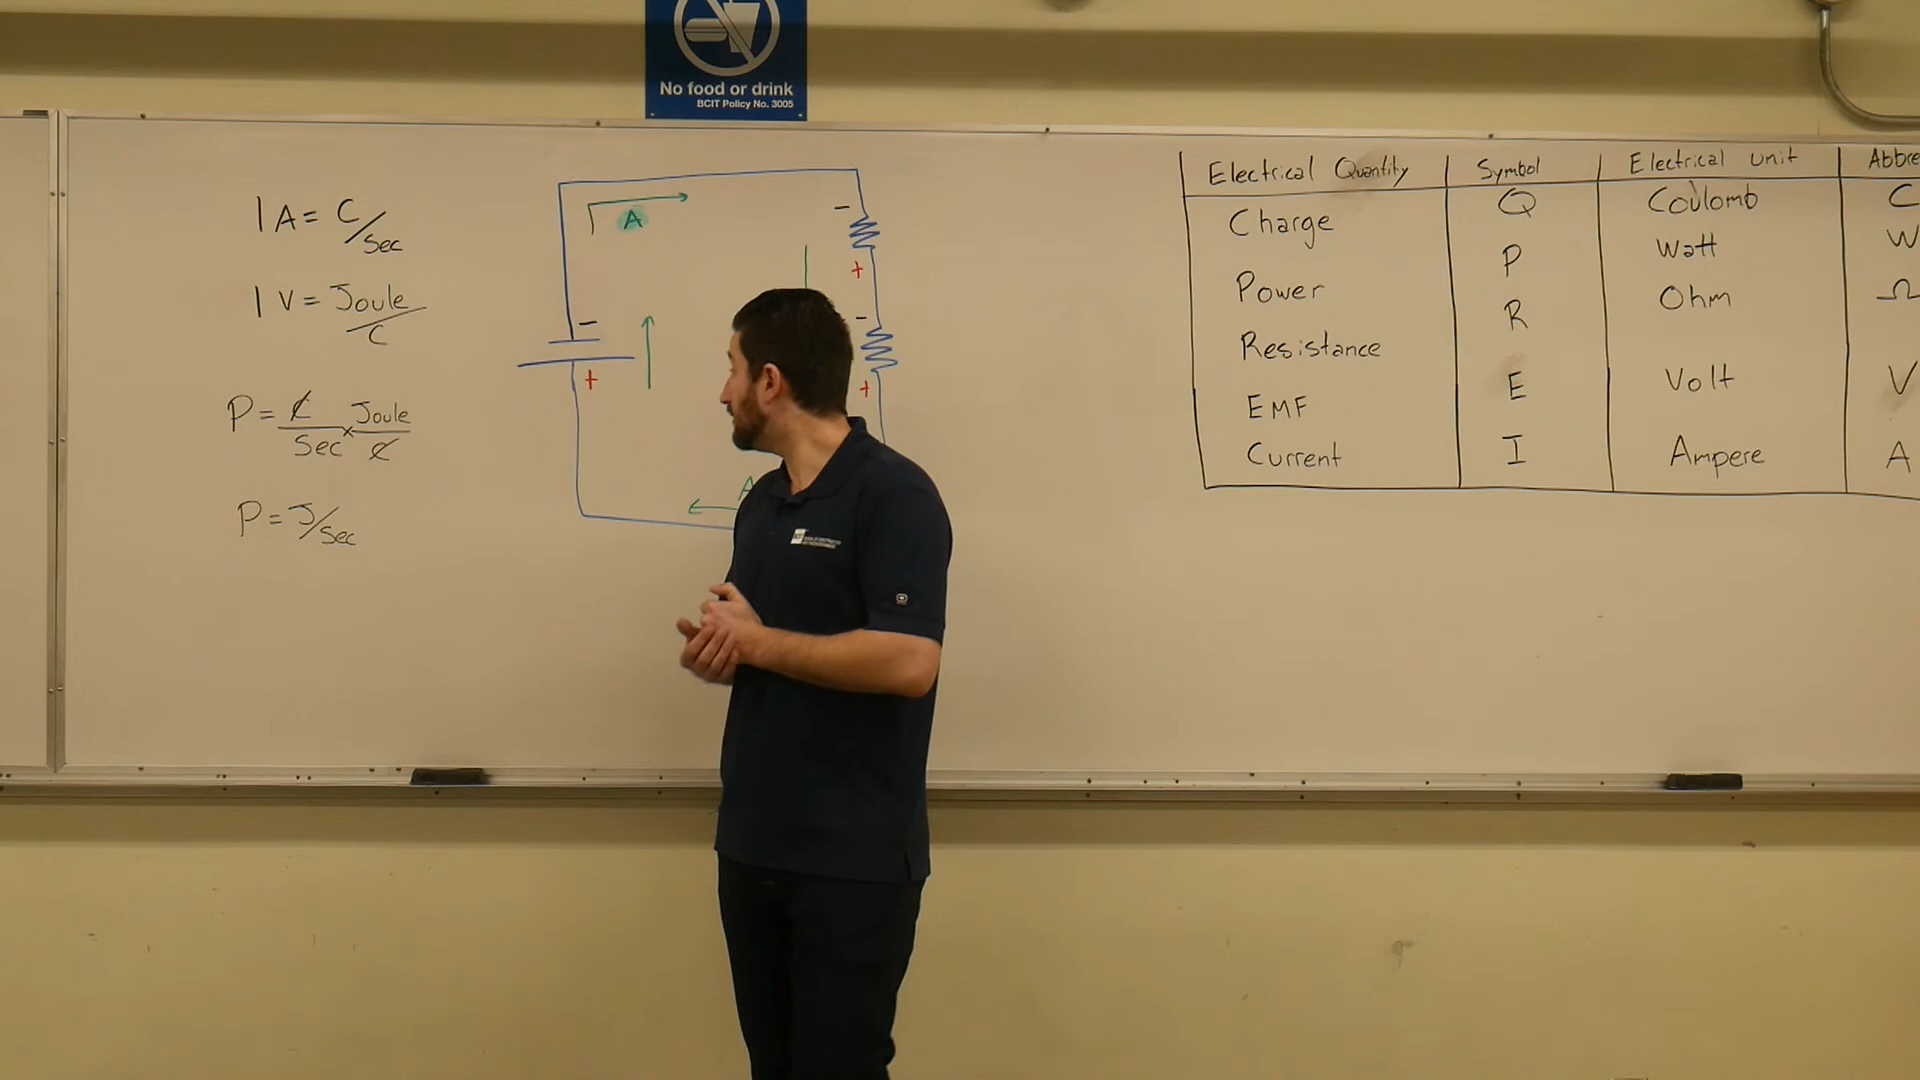 No food or drink
BCIT Policy No. 3005
1 A = C/sec
1 V = Joule/C
P = C/Sec × Joule/C
P = J/sec
A
-
+
-
+
-
+
A
Electrical Quantity Symbol Electrical unit Abbre
Charge Q Coulomb C
Power P Watt W
Resistance R Ohm Ω
EMF E Volt V
Current I Ampere A